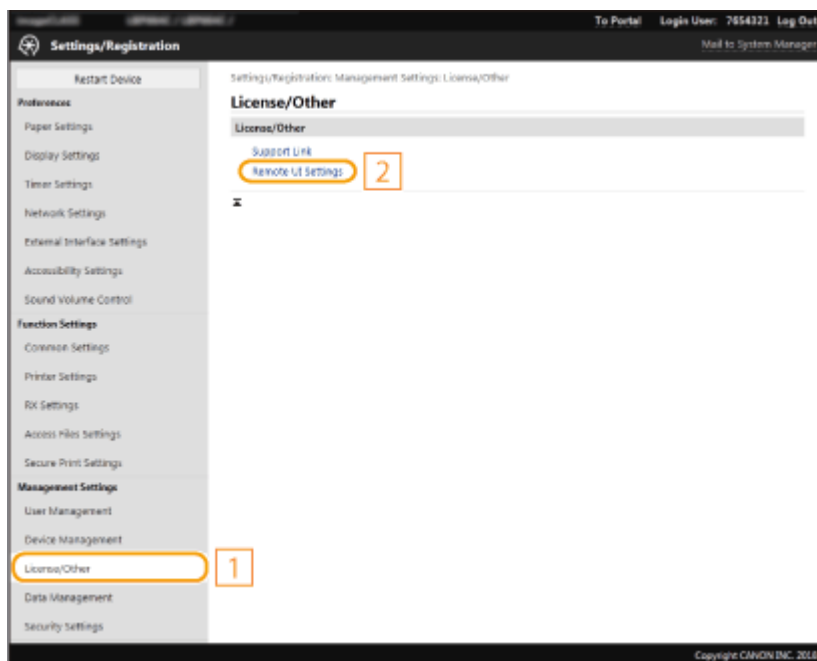 To Portal Login User: 7654321 Log Out
Settings/Registration
Mail to System Manager
Restart Device
Settings/Registration: Management Settings: License/Other
Preferences
License/Other
Paper Settings
License/Other
Display Settings
Support Link
Remote UI Settings
2
Timer Settings
Network Settings
External Interface Settings
Accessibility Settings
Sound Volume Control
Function Settings
Common Settings
Printer Settings
RX Settings
Access Files Settings
Secure Print Settings
Management Settings
User Management
Device Management
License/Other
1
Data Management
Security Settings
Copyright CANON INC. 2018